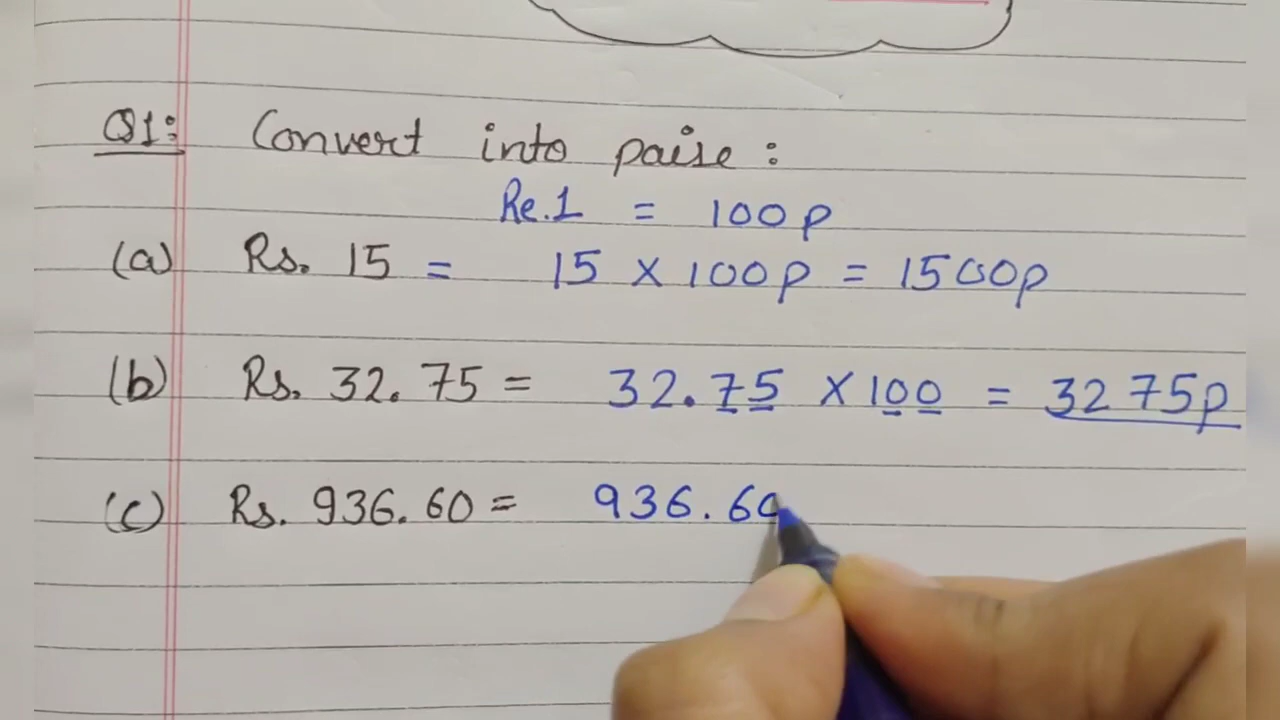 Q1: Convert into paise:
Re.1 = 100p
(a) Rs. 15 = 15 X 100p = 1500p
(b) Rs. 32.75 = 32.75 X 100 = 3275p
(c) Rs. 936.60 = 936.60